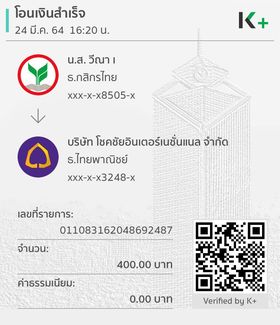 โอนเงินสำเร็จ
24 มี.ค. 64 16:20 น.
K+
น.ส. วีณา เ
ธ.กสิกรไทย
xxx-x-x8505-x
บริษัท โชคชัยอินเตอร์เนชั่นแนล จำกัด
ธ.ไทยพาณิชย์
xxx-x-x3248-x
เลขที่รายการ:
011083162048692487
จำนวน:
400.00 บาท
ค่าธรรมเนียม:
0.00 บาท
Verified by K+